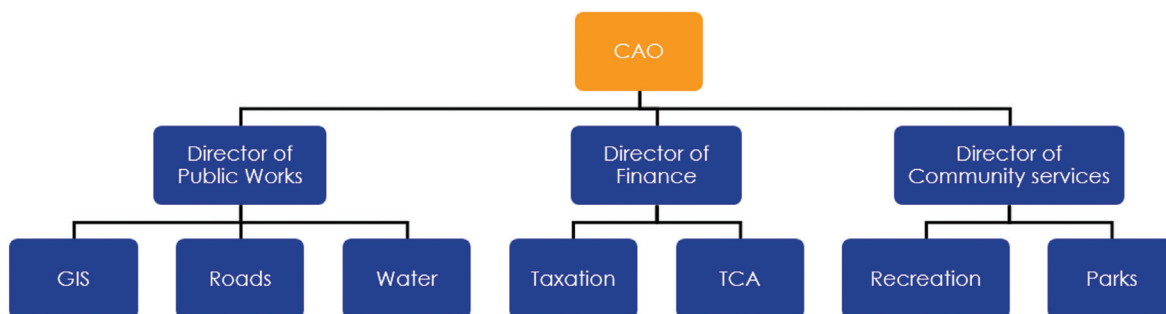 CAO
Director of
Public Works
Director of
Finance
Director of
Community services
GIS
Roads
Water
Taxation
TCA
Recreation
Parks